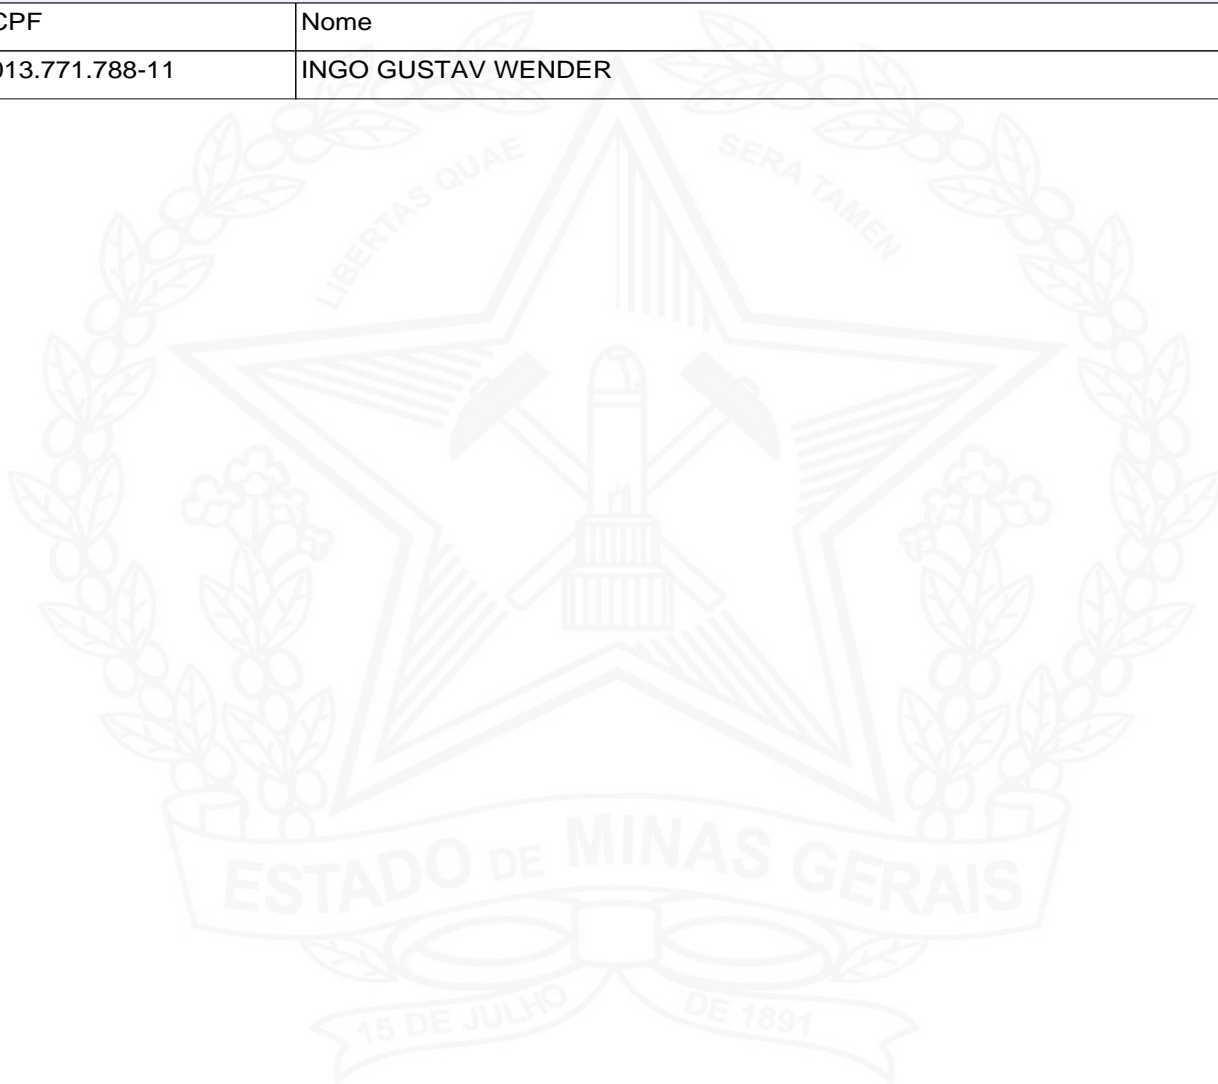 CPF Nome
013.771.788-11 INGO GUSTAV WENDER
LIBERTAS QUAE SERA TAMEN
ESTADO DE MINAS GERAIS
15 DE JULHO DE 1891